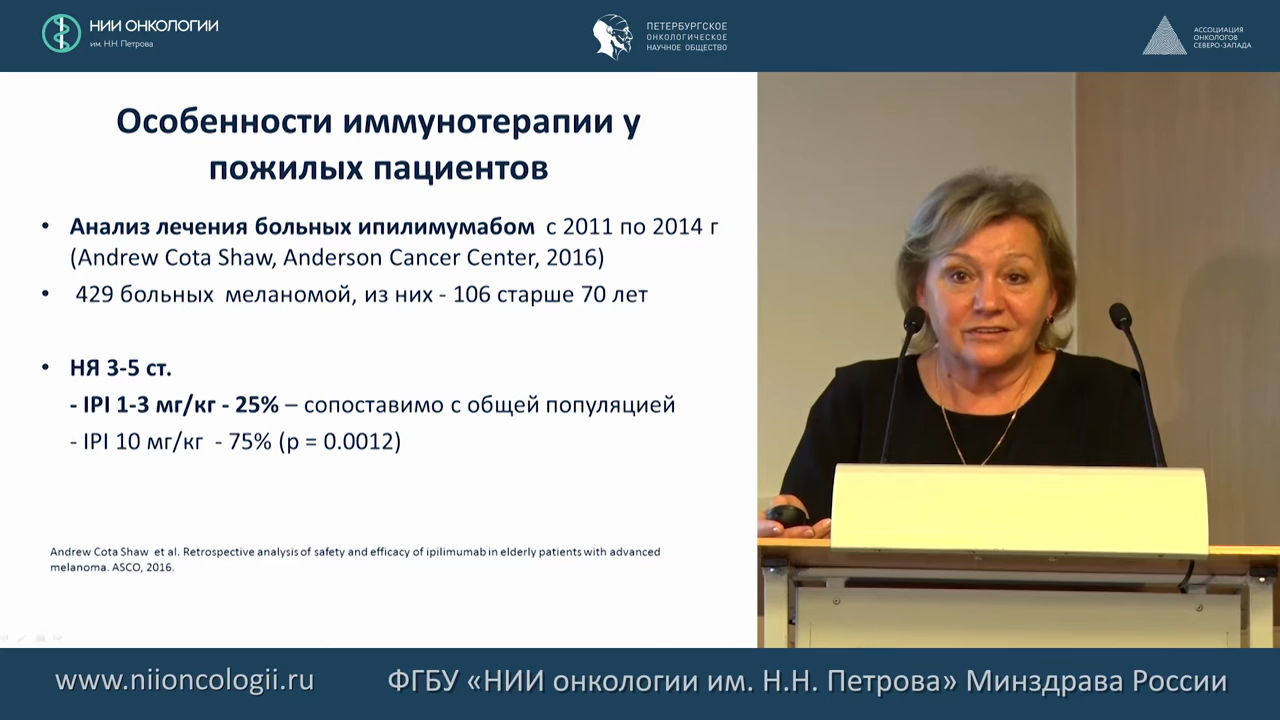 НИИ ОНКОЛОГИИ
им. Н.Н. Петрова
ПЕТЕРБУРГСКОЕ
ОНКОЛОГИЧЕСКОЕ
НАУЧНОЕ ОБЩЕСТВО
АССОЦИАЦИЯ
ОНКОЛОГОВ
СЕВЕРО-ЗАПАДА
Особенности иммунотерапии у
пожилых пациентов
• Анализ лечения больных ипилимумабом с 2011 по 2014 г
(Andrew Cota Shaw, Anderson Cancer Center, 2016)
• 429 больных меланомой, из них - 106 старше 70 лет
• НЯ 3-5 ст.
- IPI 1-3 мг/кг - 25% – сопоставимо с общей популяцией
- IPI 10 мг/кг - 75% (p = 0.0012)
Andrew Cota Shaw et al. Retrospective analysis of safety and efficacy of ipilimumab in elderly patients with advanced
melanoma. ASCO, 2016.
www.niioncologii.ru
ФГБУ «НИИ онкологии им. Н.Н. Петрова» Минздрава России